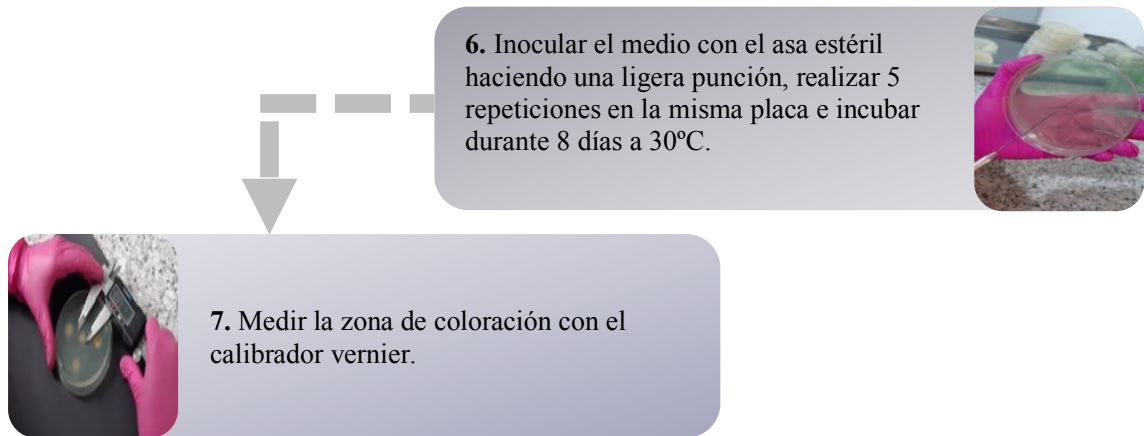 6. Inocular el medio con el asa estéril
haciendo una ligera punción, realizar 5
repeticiones en la misma placa e incubar
durante 8 días a 30ºC.
7. Medir la zona de coloración con el
calibrador vernier.